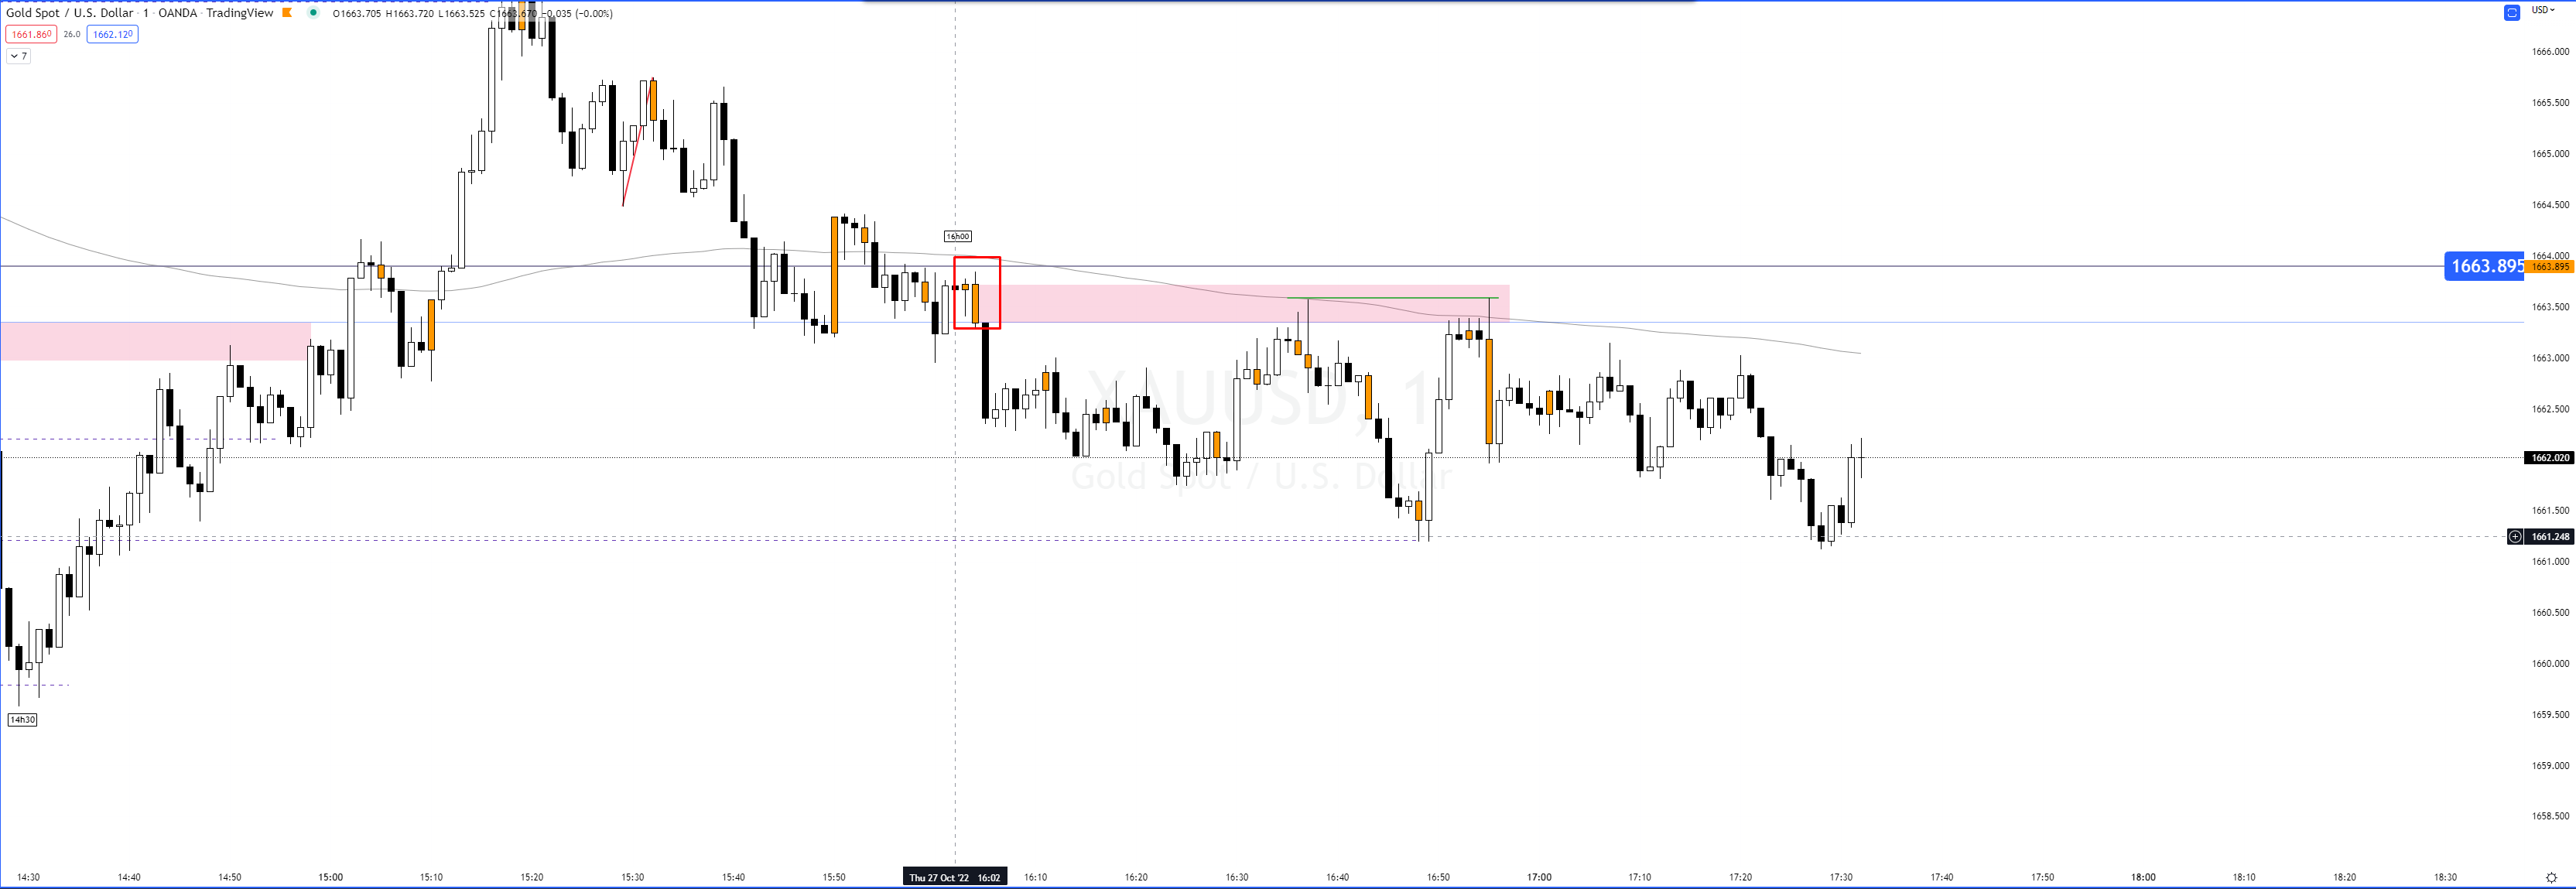 Gold Spot / U.S. Dollar · 1 · OANDA · TradingView O1663.705 H1663.720 L1663.525 C1663.670 −0.035 (−0.00%)
1661.860 26.0 1662.120
7
USD
1666.000
1665.500
1665.000
1664.500
16h00
1664.000
1663.895 1663.895
1663.500
1663.000
XAUUSD, 1
1662.500
Gold Spot / U.S. Dollar
1662.020
1661.500
1661.248
1661.000
1660.500
1660.000
1659.500
14h30
1659.000
1658.500
14:30 14:40 14:50 15:00 15:10 15:20 15:30 15:40 15:50 Thu 27 Oct '22 16:02 16:10 16:20 16:30 16:40 16:50 17:00 17:10 17:20 17:30 17:40 17:50 18:00 18:10 18:20 18:30